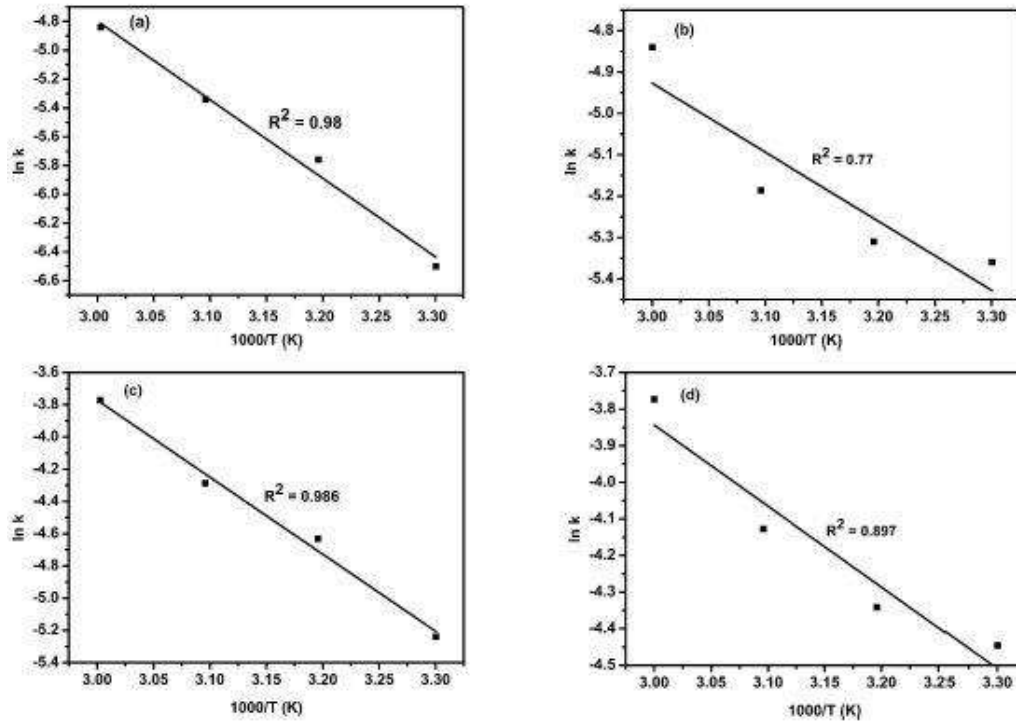 (a)
-4.8
-5.0
-5.2
-5.4
-5.6
-5.8
-6.0
-6.2
-6.4
-6.6
ln k
R² = 0.98
3.00 3.05 3.10 3.15 3.20 3.25 3.30
1000/T (K)
(b)
-4.8
-4.9
-5.0
-5.1
-5.2
-5.3
-5.4
ln k
R² = 0.77
3.00 3.05 3.10 3.15 3.20 3.25 3.30
1000/T (K)
(c)
-3.6
-3.8
-4.0
-4.2
-4.4
-4.6
-4.8
-5.0
-5.2
-5.4
ln k
R² = 0.986
3.00 3.05 3.10 3.15 3.20 3.25 3.30
1000/T (K)
(d)
-3.7
-3.8
-3.9
-4.0
-4.1
-4.2
-4.3
-4.4
-4.5
ln k
R² = 0.897
3.00 3.05 3.10 3.15 3.20 3.25 3.30
1000/T (K)